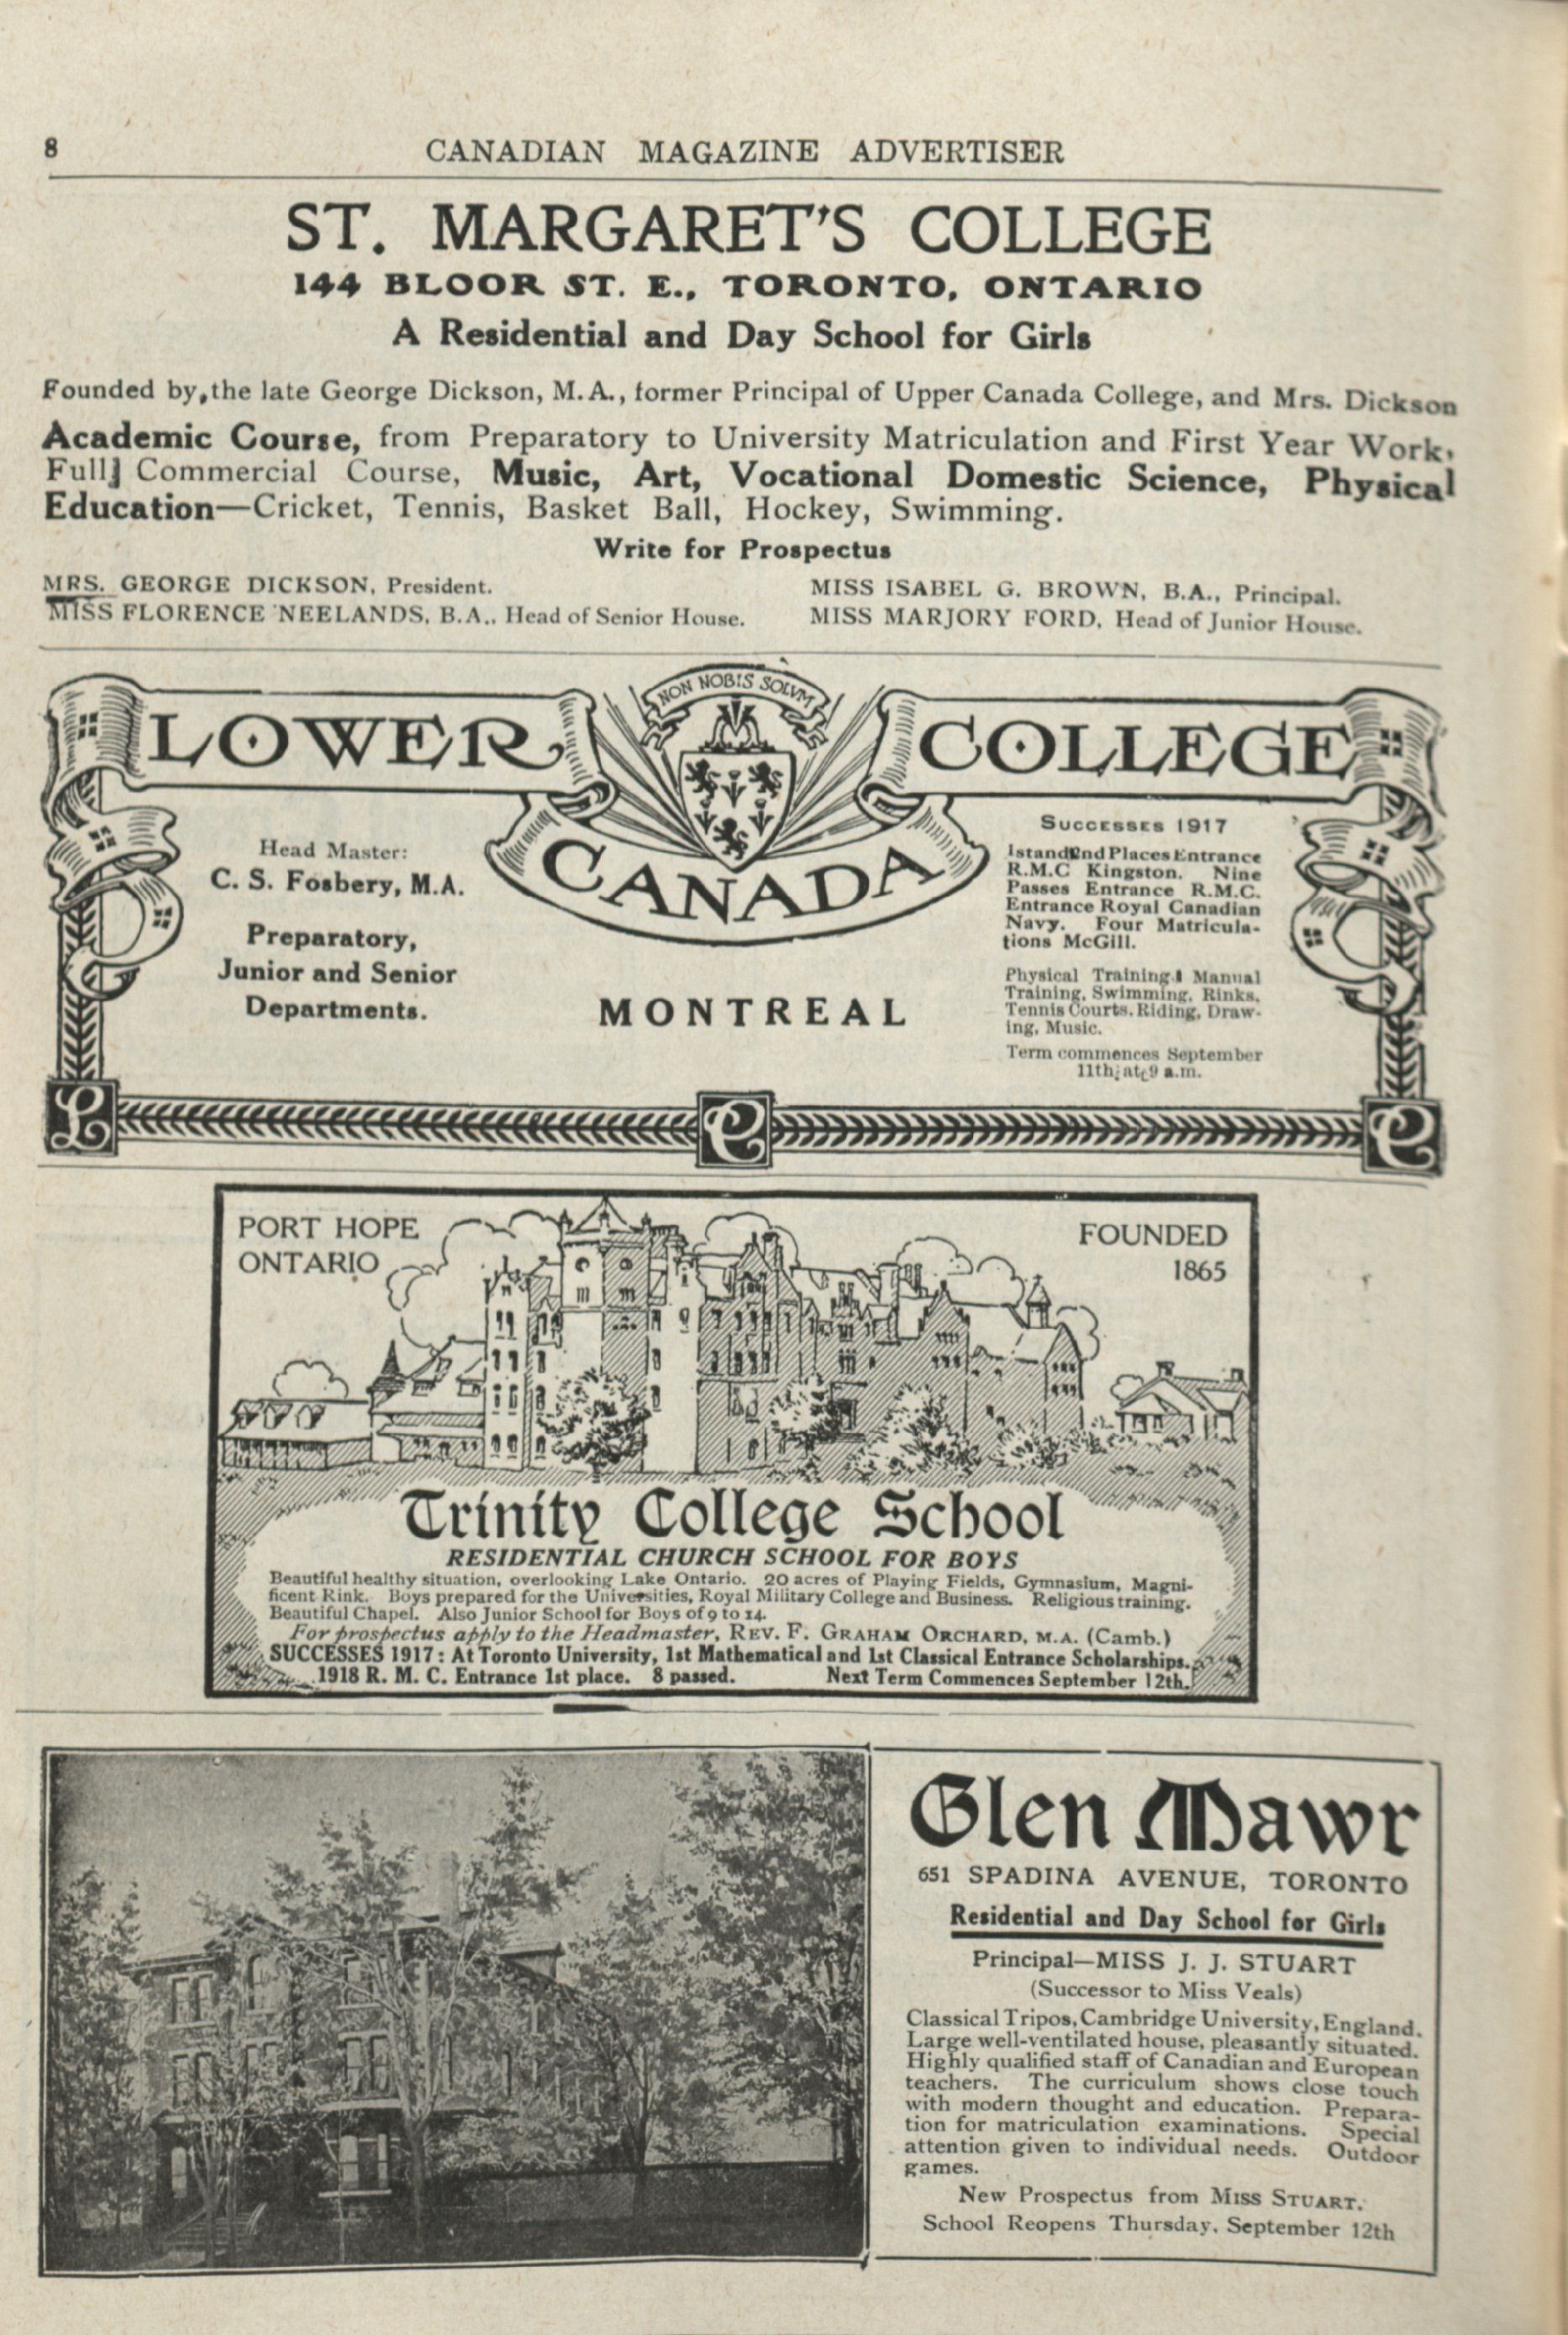 8
CANADIAN MAGAZINE ADVERTISER
ST. MARGARET'S COLLEGE
144 BLOOR ST. E., TORONTO, ONTARIO
A Residential and Day School for Girls
Founded by, the late George Dickson, M.A., former Principal of Upper Canada College, and Mrs. Dickson
Academic Course, from Preparatory to University Matriculation and First Year Work,
Full Commercial Course, Music, Art, Vocational Domestic Science, Physical
Education—Cricket, Tennis, Basket Ball, Hockey, Swimming.
Write for Prospectus
MRS. GEORGE DICKSON, President.
MISS FLORENCE NEELANDS, B.A., Head of Senior House.
MISS ISABEL G. BROWN, B.A., Principal.
MISS MARJORY FORD, Head of Junior House.
NON NOBIS SOLVM
LOWER
CANADA
COLLEGE
Head Master:
C. S. Fosbery, M.A.
Preparatory,
Junior and Senior
Departments.
MONTREAL
SUCCESSES 1917
1st and 2nd Places Entrance
R.M.C Kingston. Nine
Passes Entrance R.M.C.
Entrance Royal Canadian
Navy. Four Matricula-
tions McGill.
Physical Training Manual
Training, Swimming, Rinks,
Tennis Courts, Riding, Draw-
ing, Music.
Term commences September
11th, at 9 a.m.
L C C
PORT HOPE
ONTARIO
FOUNDED
1865
Trinity College School
RESIDENTIAL CHURCH SCHOOL FOR BOYS
Beautiful healthy situation, overlooking Lake Ontario. 20 acres of Playing Fields, Gymnasium, Magni-
ficent Rink. Boys prepared for the Universities, Royal Military College and Business. Religious training.
Beautiful Chapel. Also Junior School for Boys of 9 to 14.
For prospectus apply to the Headmaster, REV. F. GRAHAM ORCHARD, M.A. (Camb.)
SUCCESSES 1917: At Toronto University, 1st Mathematical and 1st Classical Entrance Scholarships.
1918 R. M. C. Entrance 1st place. 8 passed. Next Term Commences September 12th.
Glen Mawr
651 SPADINA AVENUE, TORONTO
Residential and Day School for Girls
Principal—MISS J. J. STUART
(Successor to Miss Veals)
Classical Tripos, Cambridge University, England.
Large well-ventilated house, pleasantly situated.
Highly qualified staff of Canadian and European
teachers. The curriculum shows close touch
with modern thought and education. Prepara-
tion for matriculation examinations. Special
attention given to individual needs. Outdoor
games.
New Prospectus from MISS STUART.
School Reopens Thursday, September 12th